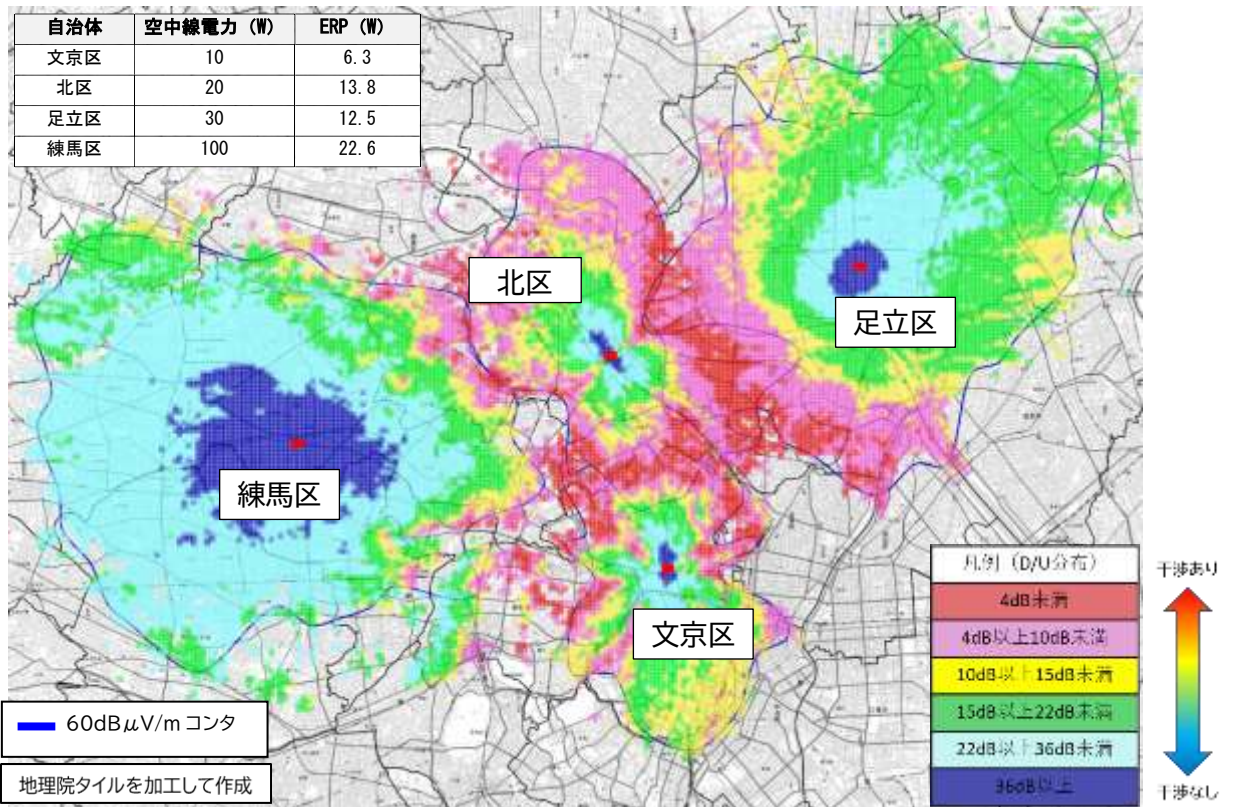 自治体 空中線電力 (W) ERP (W)
文京区 10 6.3
北区 20 13.8
足立区 30 12.5
練馬区 100 22.6
北区
足立区
練馬区
文京区
60dBμV/m コンタ
地理院タイルを加工して作成
凡例 (D/U分布)
4dB未満
4dB以上10dB未満
10dB以上15dB未満
15dB以上22dB未満
22dB以上36dB未満
36dB以上
干渉あり
干渉なし